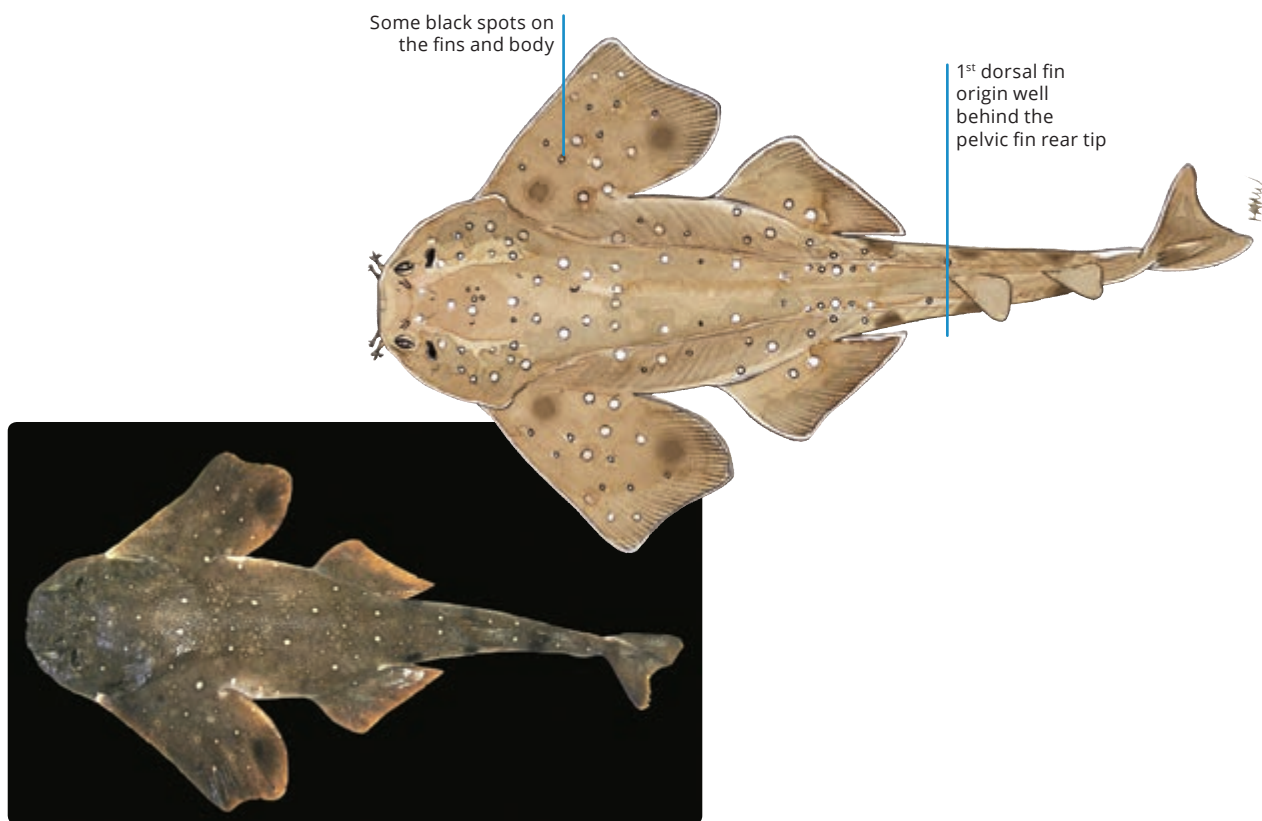 Some black spots on
the fins and body
1st dorsal fin
origin well
behind the
pelvic fin rear tip